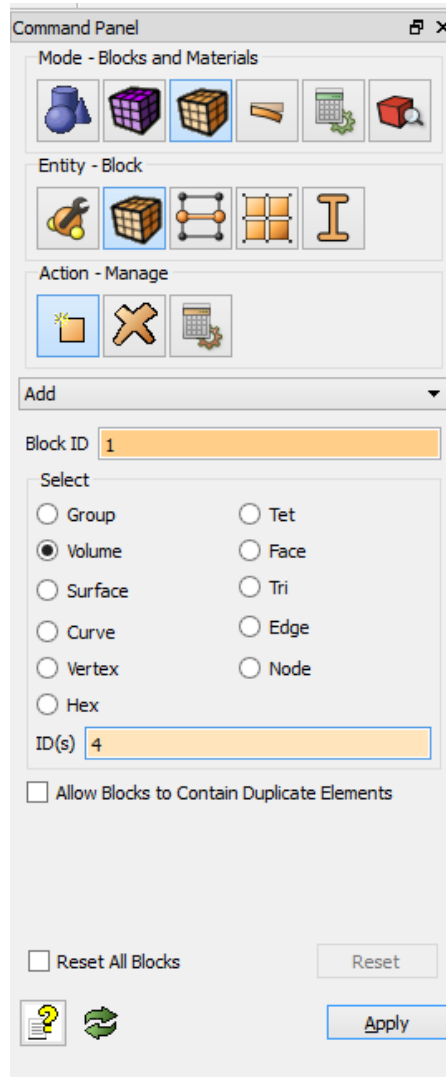 Command Panel
Mode - Blocks and Materials
Entity - Block
Action - Manage
Add
Block ID 1
Select
Group Tet
Volume Face
Surface Tri
Curve Edge
Vertex Node
Hex
ID(s) 4
Allow Blocks to Contain Duplicate Elements
Reset All Blocks Reset
Apply